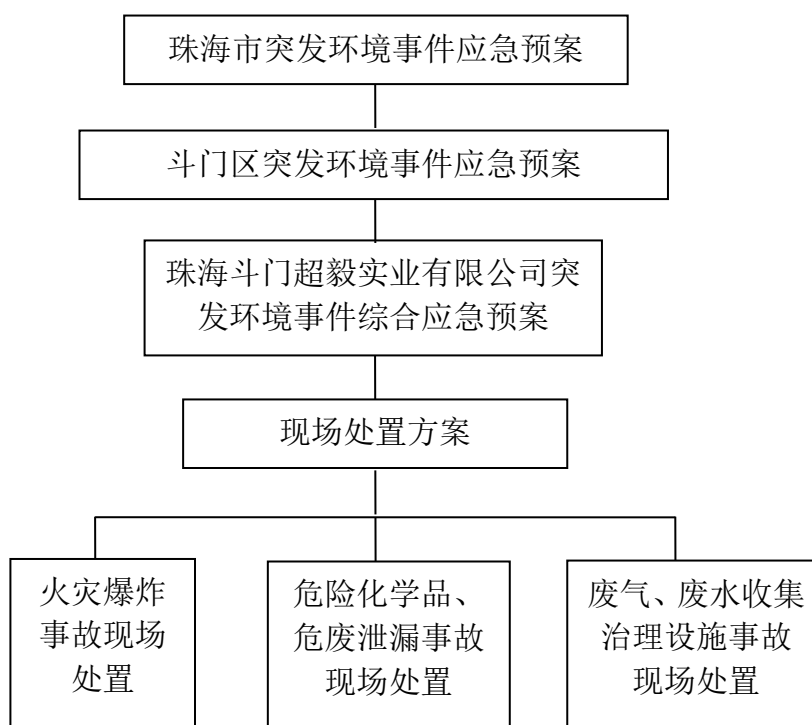 珠海市突发环境事件应急预案
斗门区突发环境事件应急预案
珠海斗门超毅实业有限公司突
发环境事件综合应急预案
现场处置方案
火灾爆炸
事故现场
处置
危险化学品、
危废泄漏事故
现场处置
废气、废水收集
治理设施事故
现场处置